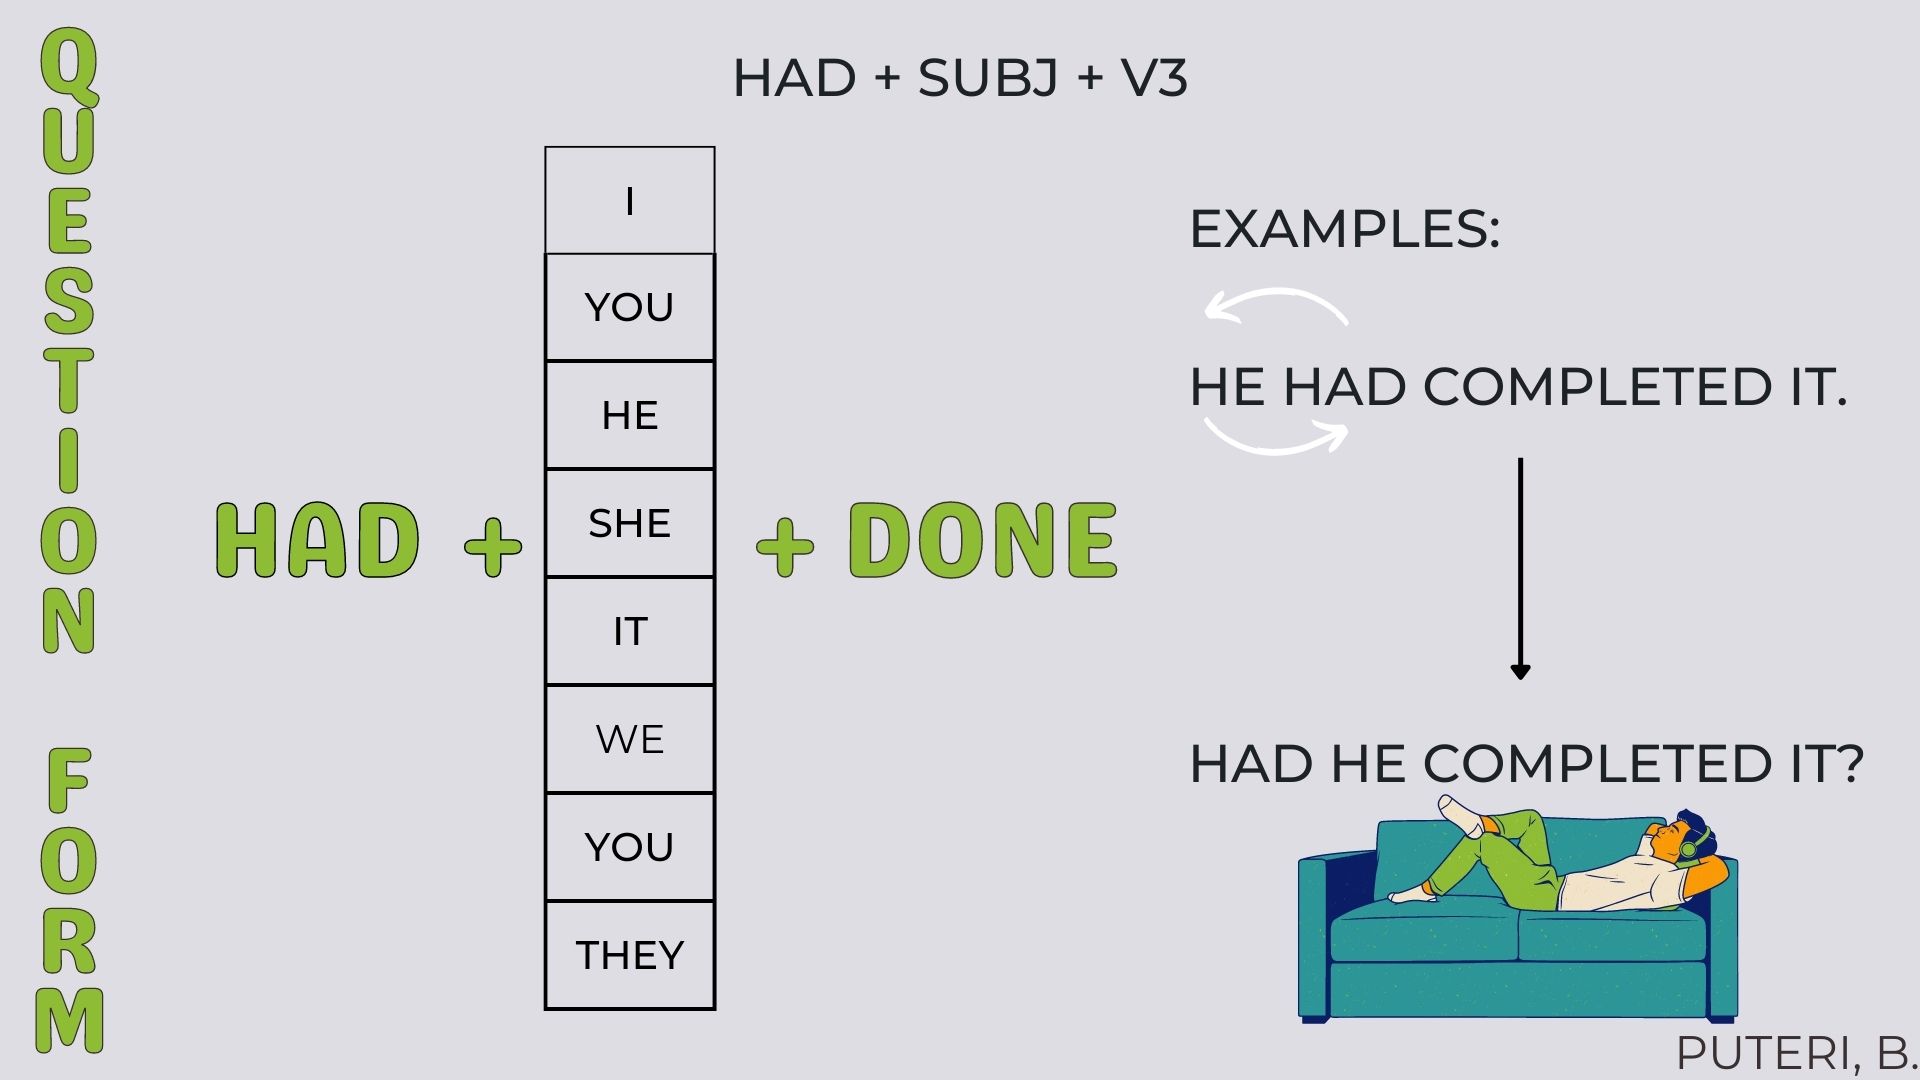 QUESTION FORM
HAD + SUBJ + V3
HAD +
I
YOU
HE
SHE
IT
WE
YOU
THEY
+ DONE
EXAMPLES:
HE HAD COMPLETED IT.
HAD HE COMPLETED IT?
PUTERI, B.